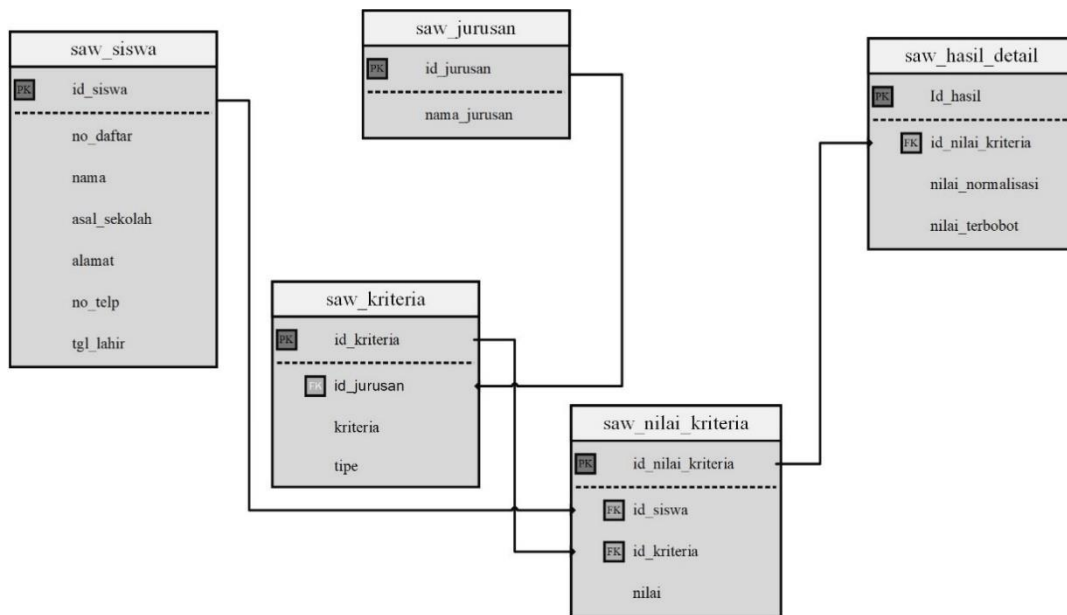 saw_siswa
PK id_siswa
no_daftar
nama
asal_sekolah
alamat
no_telp
tgl_lahir
saw_jurusan
PK id_jurusan
nama_jurusan
saw_hasil_detail
PK Id_hasil
FK id_nilai_kriteria
nilai_normalisasi
nilai_terbobot
saw_kriteria
PK id_kriteria
FK id_jurusan
kriteria
tipe
saw_nilai_kriteria
PK id_nilai_kriteria
FK id_siswa
FK id_kriteria
nilai